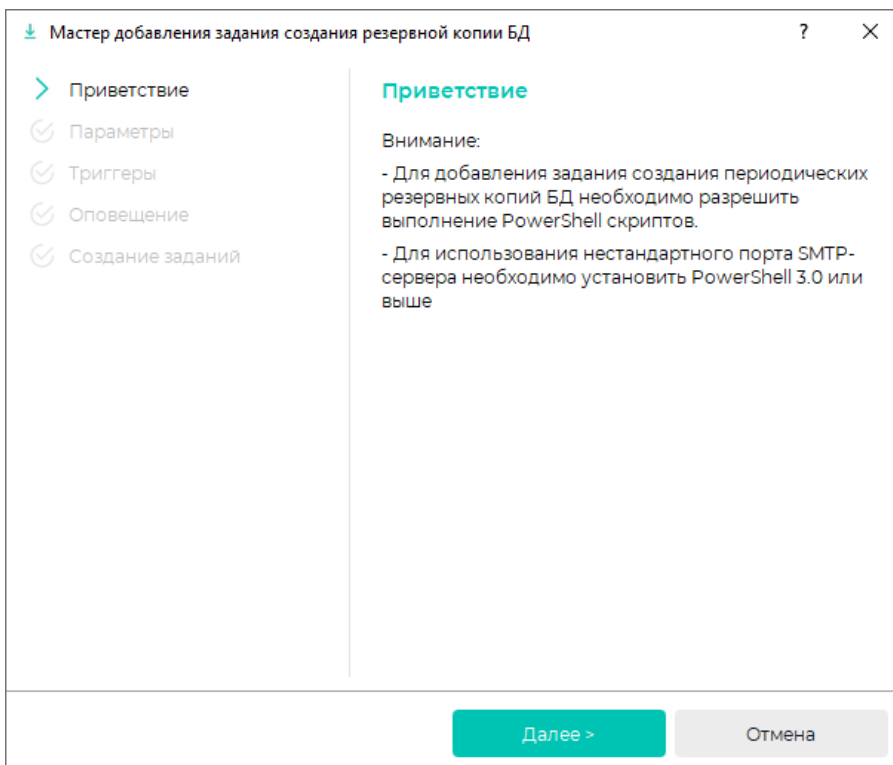 Мастер добавления задания создания резервной копии БД
?
Приветствие
Параметры
Триггеры
Оповещение
Создание заданий
Приветствие
Внимание:
- Для добавления задания создания периодических
резервных копий БД необходимо разрешить
выполнение PowerShell скриптов.
- Для использования нестандартного порта SMTP-
сервера необходимо установить PowerShell 3.0 или
выше
Далее >
Отмена